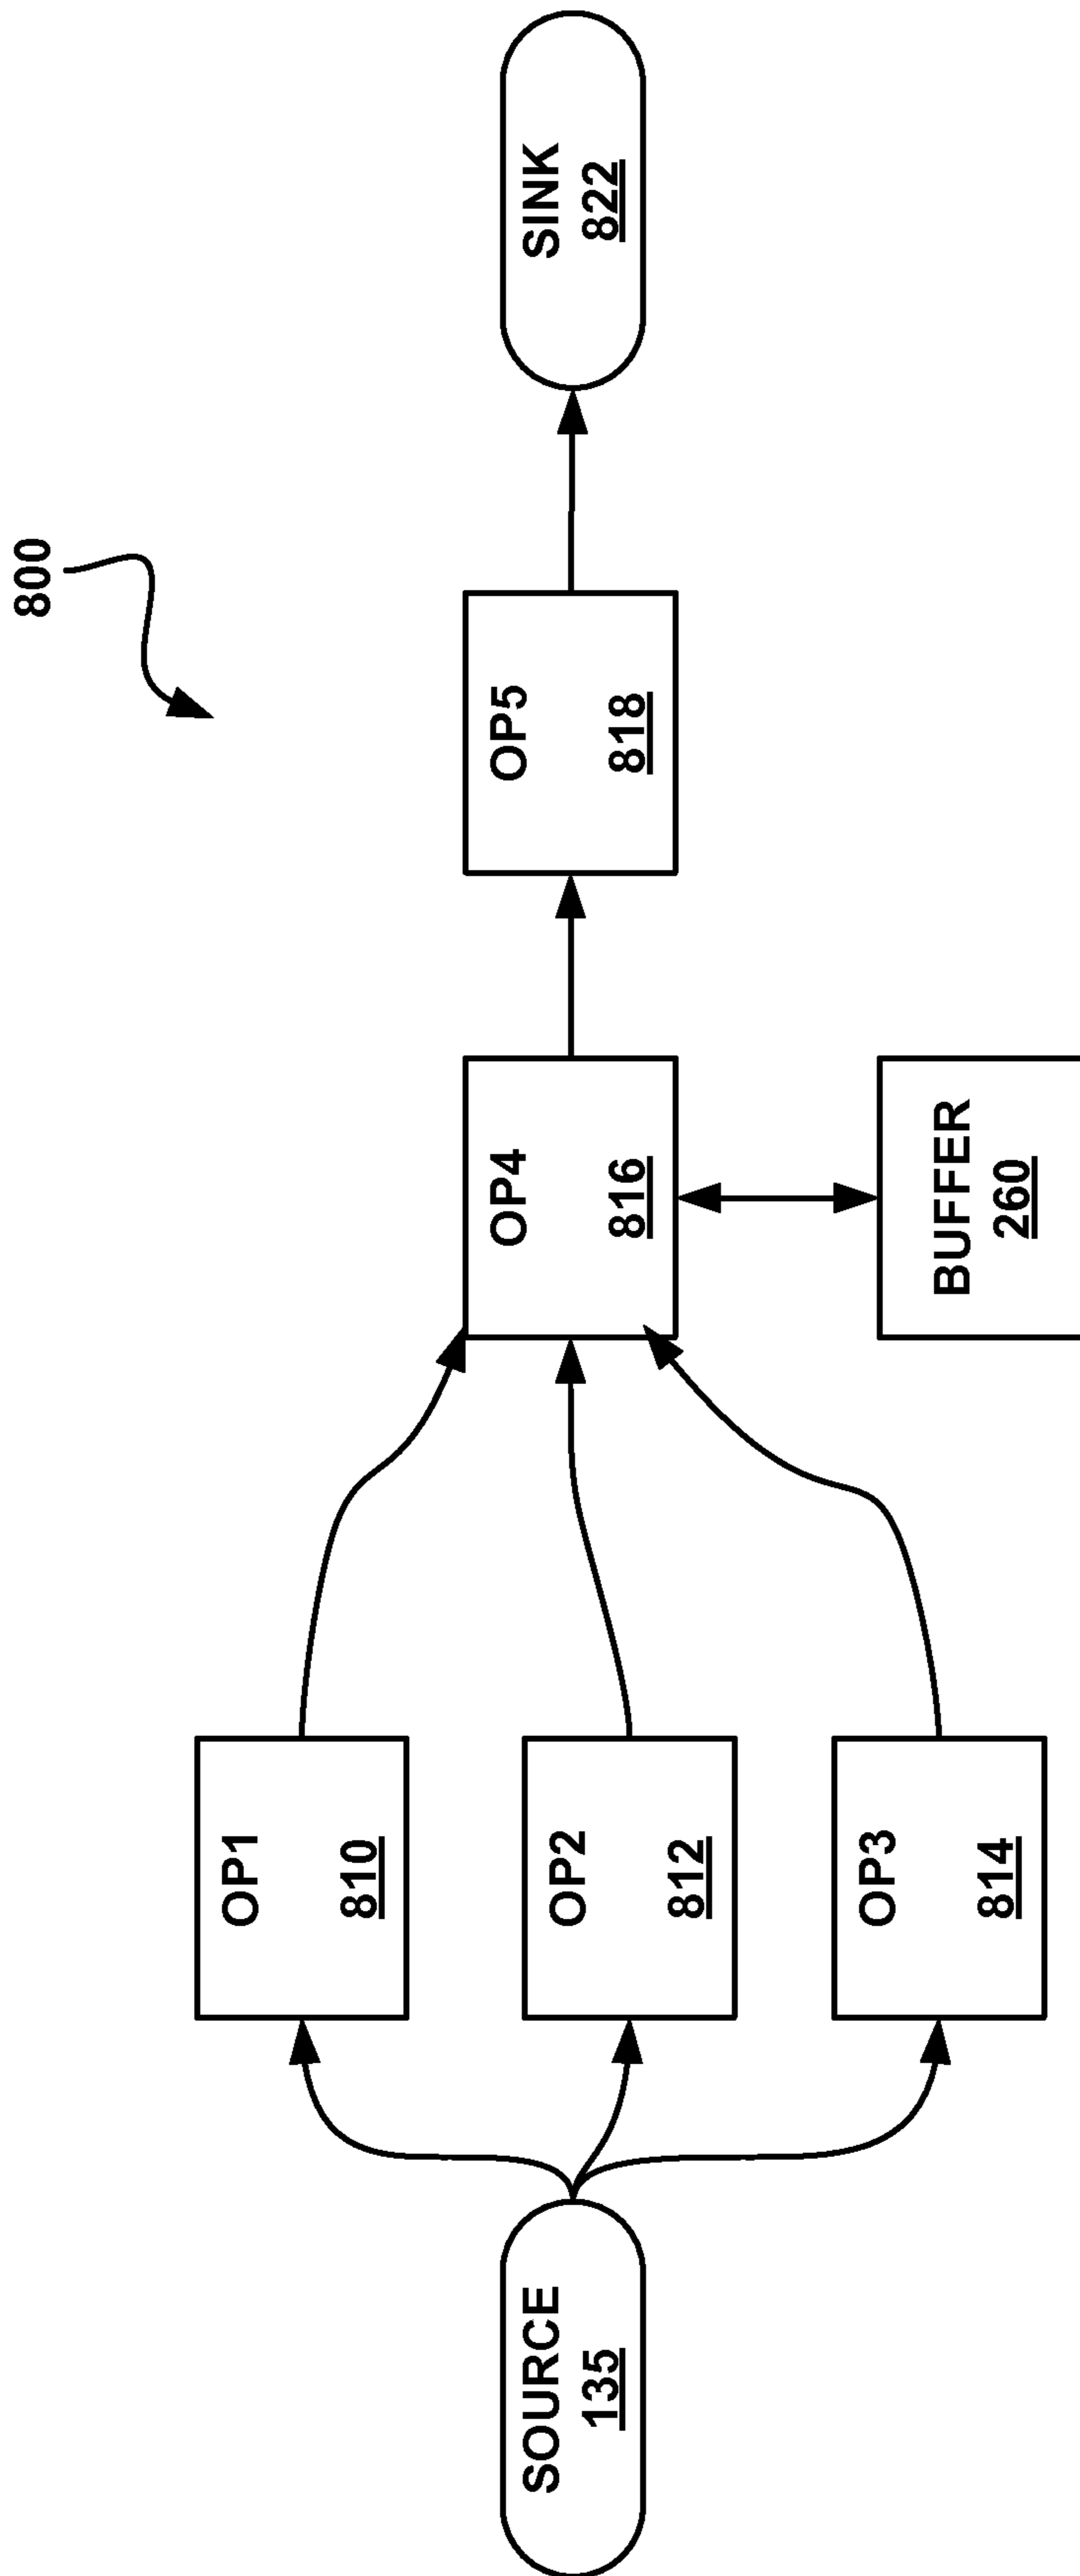 800
SOURCE
135
OP1
810
OP2
812
OP3
814
OP4
816
BUFFER
260
OP5
818
SINK
822